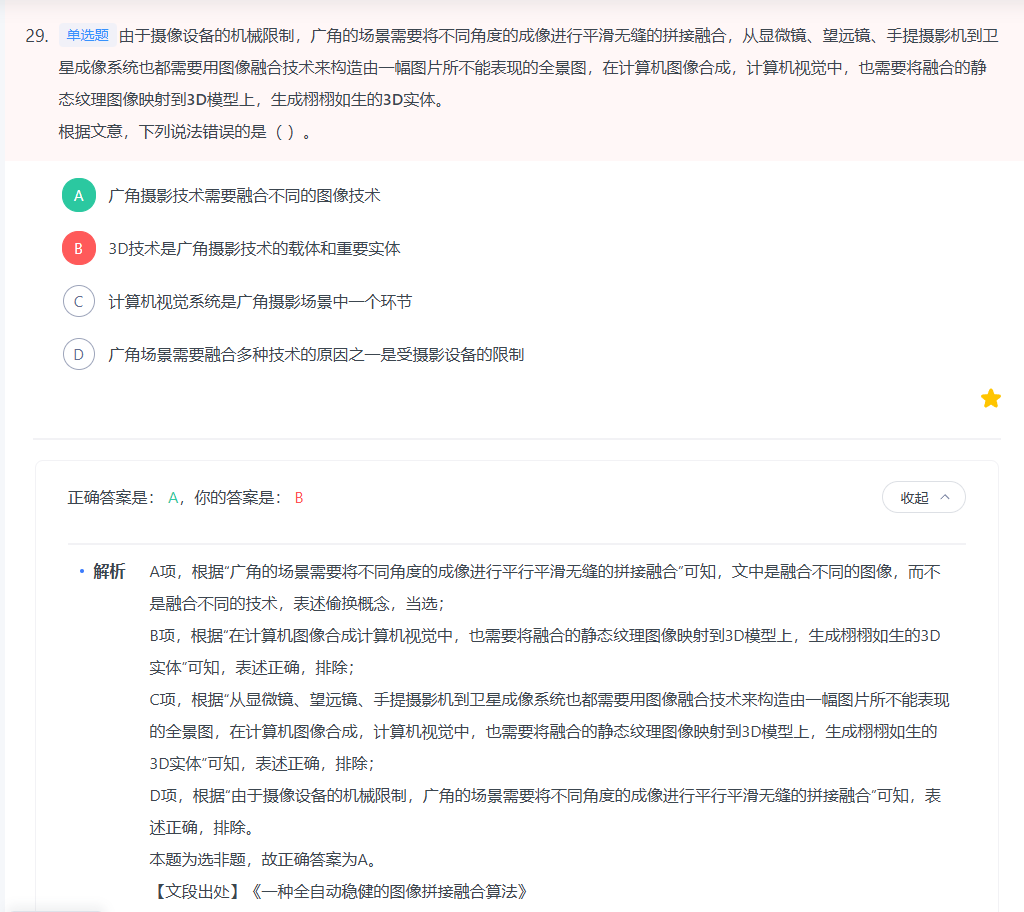 29. 单选题 由于摄像设备的机械限制，广角的场景需要将不同角度的成像进行平滑无缝的拼接融合，从显微镜、望远镜、手提摄影机到卫
星成像系统也都需要用图像融合技术来构造由一幅图片所不能表现的全景图，在计算机图像合成，计算机视觉中，也需要将融合的静
态纹理图像映射到3D模型上，生成栩栩如生的3D实体。
根据文意，下列说法错误的是（ ）。
A 广角摄影技术需要融合不同的图像技术
B 3D技术是广角摄影技术的载体和重要实体
C 计算机视觉系统是广角摄影场景中一个环节
D 广角场景需要融合多种技术的原因之一是受摄影设备的限制
正确答案是： A，你的答案是： B
收起
• 解析 A项，根据“广角的场景需要将不同角度的成像进行平行平滑无缝的拼接融合”可知，文中是融合不同的图像，而不
是融合不同的技术，表述偷换概念，当选；
B项，根据“在计算机图像合成计算机视觉中，也需要将融合的静态纹理图像映射到3D模型上，生成栩栩如生的3D
实体”可知，表述正确，排除；
C项，根据“从显微镜、望远镜、手提摄影机到卫星成像系统也都需要用图像融合技术来构造由一幅图片所不能表现
的全景图，在计算机图像合成，计算机视觉中，也需要将融合的静态纹理图像映射到3D模型上，生成栩栩如生的
3D实体”可知，表述正确，排除；
D项，根据“由于摄像设备的机械限制，广角的场景需要将不同角度的成像进行平行平滑无缝的拼接融合”可知，表
述正确，排除。
本题为选非题，故正确答案为A。
【文段出处】《一种全自动稳健的图像拼接融合算法》